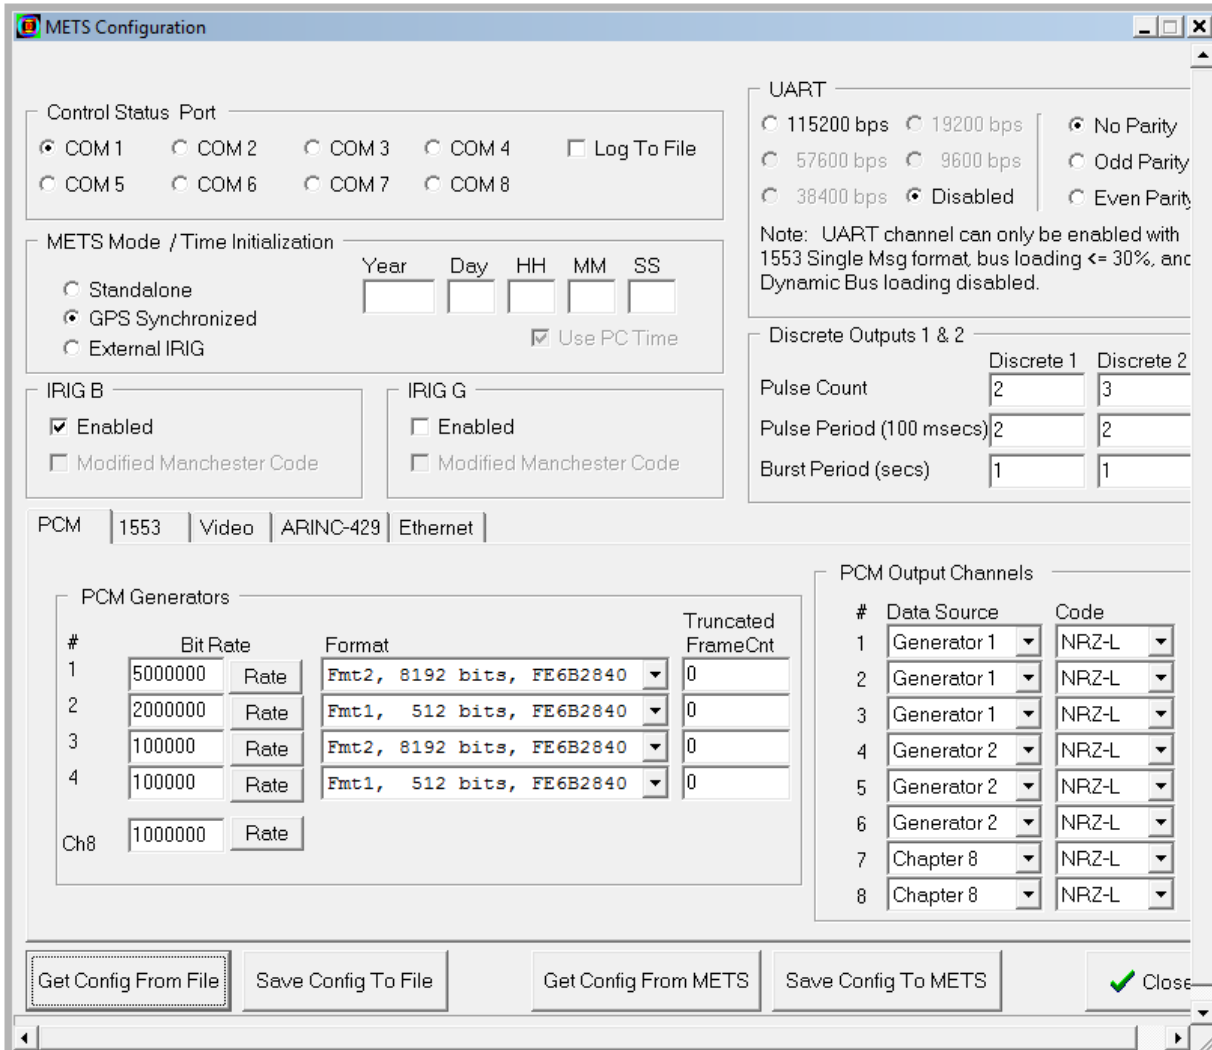 METS Configuration
Control Status Port
COM 1 COM 2 COM 3 COM 4 Log To File
COM 5 COM 6 COM 7 COM 8
UART
115200 bps 19200 bps No Parity
57600 bps 9600 bps Odd Parity
38400 bps Disabled Even Parity
Note: UART channel can only be enabled with
1553 Single Msg format, bus loading <= 30%, and
Dynamic Bus loading disabled.
METS Mode / Time Initialization
Year Day HH MM SS
Standalone
GPS Synchronized
External IRIG
Use PC Time
Discrete Outputs 1 & 2
Discrete 1 Discrete 2
Pulse Count 2 3
Pulse Period (100 msecs) 2 2
Burst Period (secs) 1 1
IRIG B
Enabled
Modified Manchester Code
IRIG G
Enabled
Modified Manchester Code
PCM 1553 Video ARINC-429 Ethernet
PCM Generators
# Bit Rate Format Truncated FrameCnt
1 5000000 Rate Fmt2, 8192 bits, FE6B2840 0
2 2000000 Rate Fmt1, 512 bits, FE6B2840 0
3 100000 Rate Fmt2, 8192 bits, FE6B2840 0
4 100000 Rate Fmt1, 512 bits, FE6B2840 0
Ch8 1000000 Rate
PCM Output Channels
# Data Source Code
1 Generator 1 NRZ-L
2 Generator 1 NRZ-L
3 Generator 1 NRZ-L
4 Generator 2 NRZ-L
5 Generator 2 NRZ-L
6 Generator 2 NRZ-L
7 Chapter 8 NRZ-L
8 Chapter 8 NRZ-L
Get Config From File Save Config To File Get Config From METS Save Config To METS Close